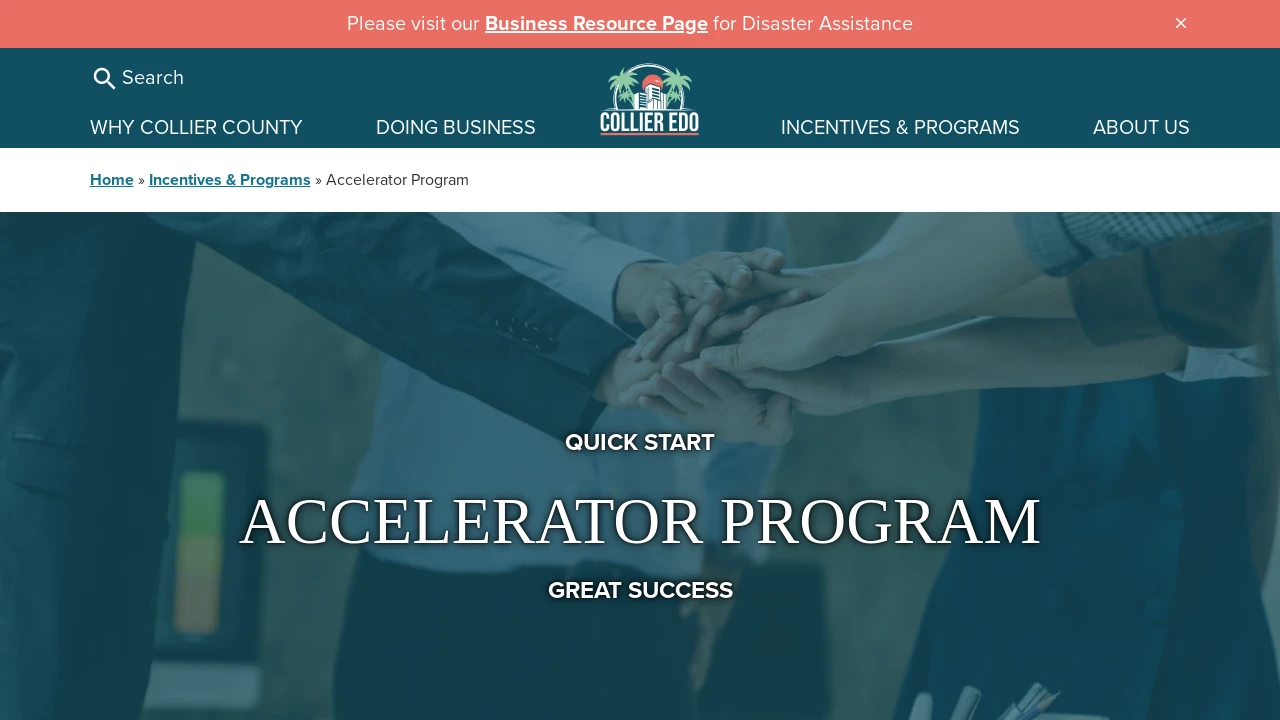 Please visit our Business Resource Page for Disaster Assistance ×
Search
COLLIER EDO
WHY COLLIER COUNTY DOING BUSINESS INCENTIVES & PROGRAMS ABOUT US
Home » Incentives & Programs » Accelerator Program
QUICK START
ACCELERATOR PROGRAM
GREAT SUCCESS